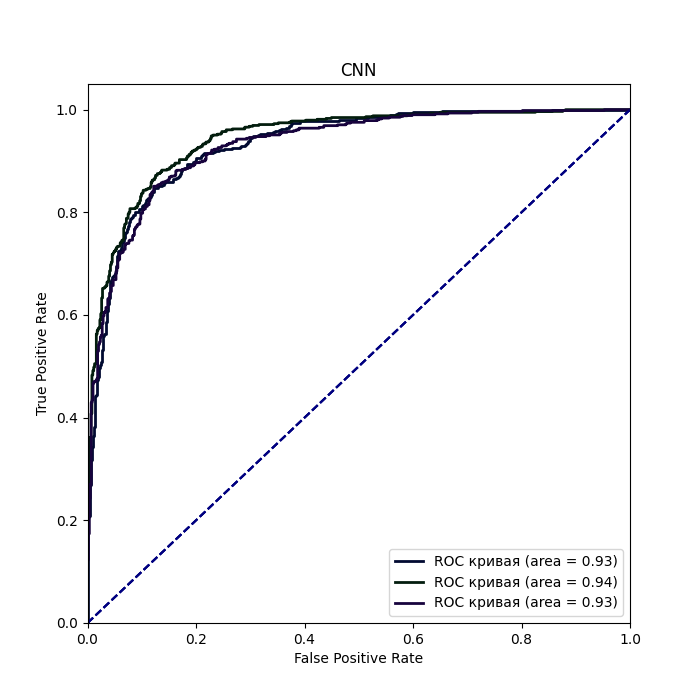 CNN
True Positive Rate
1.0
0.8
0.6
0.4
0.2
0.0
ROC кривая (area = 0.93)
ROC кривая (area = 0.94)
ROC кривая (area = 0.93)
0.0 0.2 0.4 0.6 0.8 1.0
False Positive Rate